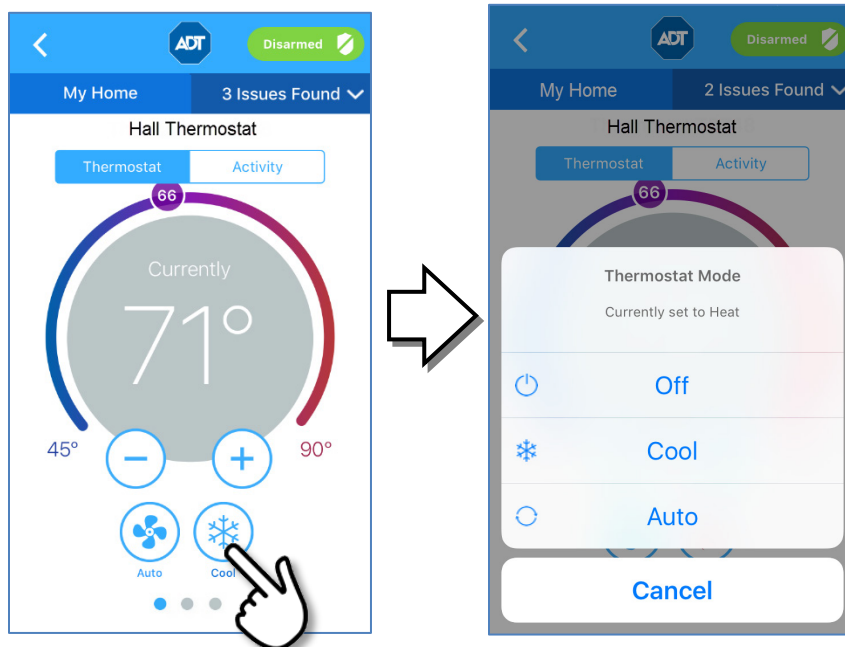 ADT
Disarmed
My Home
3 Issues Found
Hall Thermostat
Thermostat
Activity
66
Currently
71°
45°
90°
Auto
Cool
ADT
Disarmed
My Home
2 Issues Found
Hall Thermostat
Thermostat
Activity
66
Thermostat Mode
Currently set to Heat
Off
Cool
Auto
Cancel